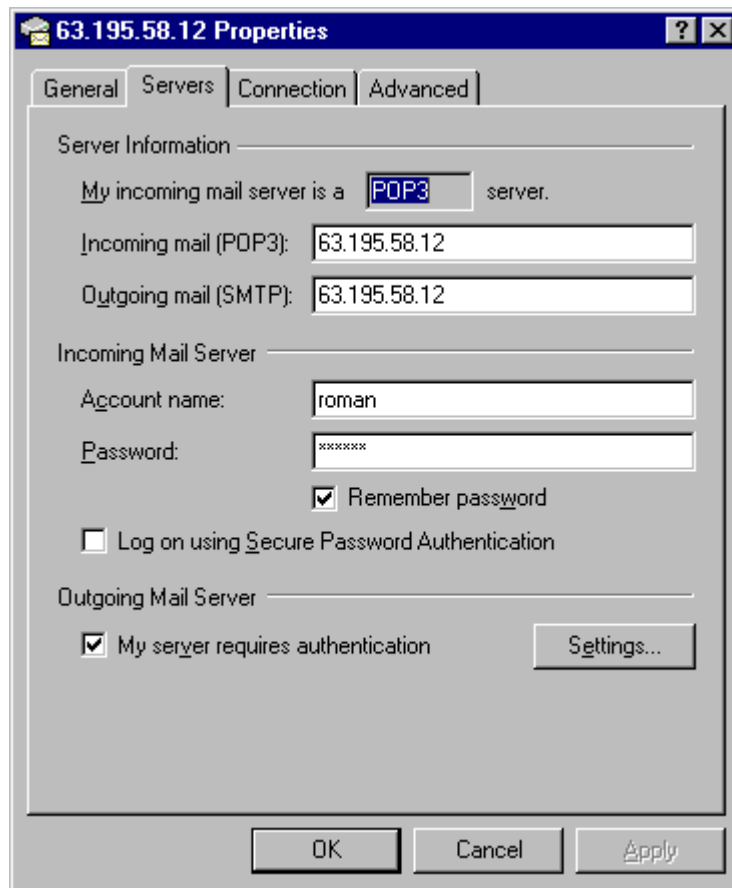 63.195.58.12 Properties
General Servers Connection Advanced
Server Information
My incoming mail server is a POP3 server.
Incoming mail (POP3): 63.195.58.12
Outgoing mail (SMTP): 63.195.58.12
Incoming Mail Server
Account name: roman
Password: ******
Remember password
Log on using Secure Password Authentication
Outgoing Mail Server
My server requires authentication Settings...
OK Cancel Apply